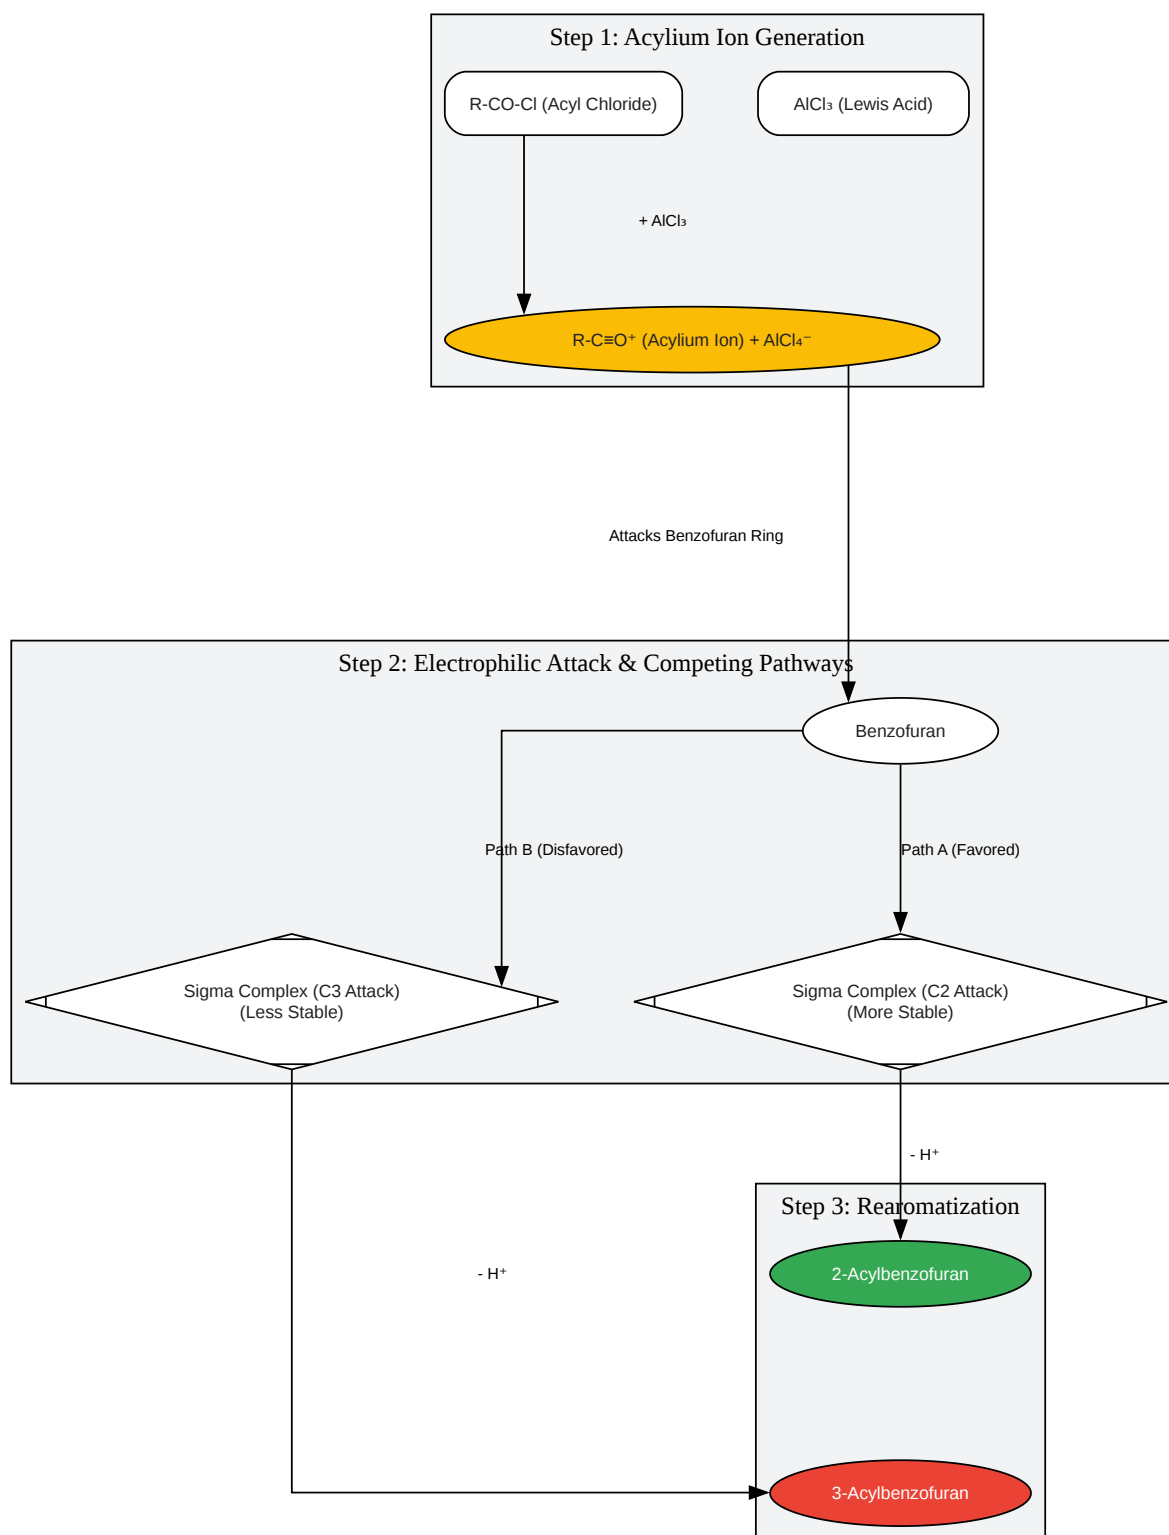 Step 1: Acylium Ion Generation
R-CO-Cl (Acyl Chloride)
AlCl₃ (Lewis Acid)
+ AlCl₃
R-C≡O⁺ (Acylium Ion) + AlCl₄⁻
Attacks Benzofuran Ring
Step 2: Electrophilic Attack & Competing Pathways
Benzofuran
Path B (Disfavored)
Path A (Favored)
Sigma Complex (C3 Attack)
(Less Stable)
Sigma Complex (C2 Attack)
(More Stable)
- H⁺
Step 3: Rearomatization
2-Acylbenzofuran
- H⁺
3-Acylbenzofuran